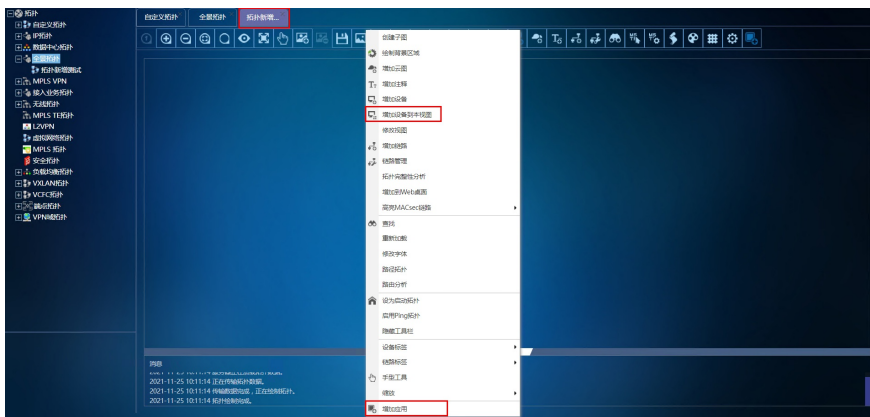 拓扑
自定义拓扑
IP拓扑
数据中心拓扑
全景拓扑
拓扑新增测试
MPLS VPN
接入业务拓扑
无线拓扑
MPLS TE拓扑
L2VPN
虚拟网络拓扑
MPLS 拓扑
安全拓扑
负载均衡拓扑
VXLAN拓扑
VCFC拓扑
端点拓扑
VPN域拓扑
自定义拓扑
全景拓扑
拓扑新增...
创建子图
绘制背景区域
增加云图
增加注释
增加设备
增加设备到本视图
修改视图
增加链路
链路管理
拓扑完整性分析
增加到Web桌面
高亮MACsec链路
查找
重新加载
修改字体
路径拓扑
路由分析
设为启动拓扑
启用Ping拓扑
隐藏工具栏
设备标签
链路标签
手型工具
缩放
增加应用
消息
2021-11-25 10:11:14 正在传输拓扑数据。
2021-11-25 10:11:14 传输数据完成，正在绘制拓扑。
2021-11-25 10:11:14 拓扑绘制完成。